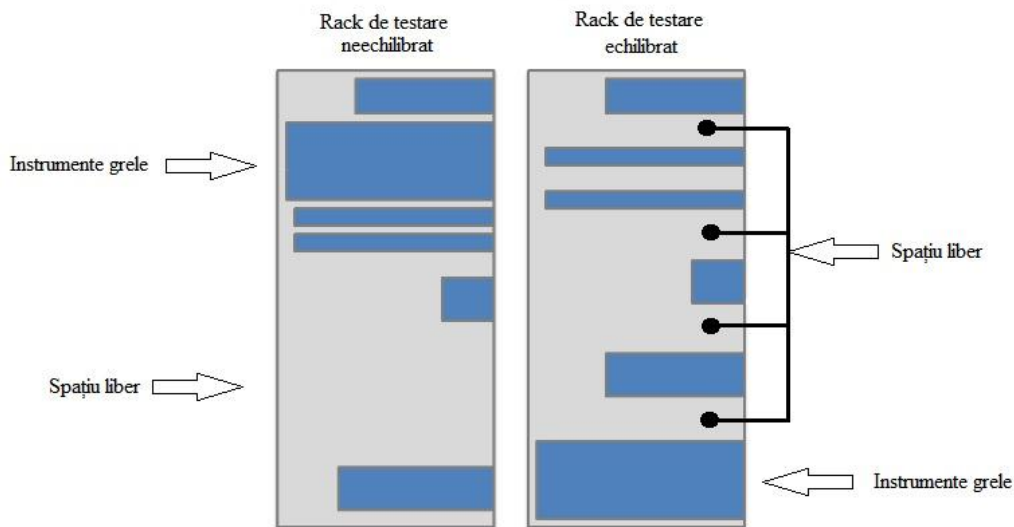 Rack de testare
neechilibrat
Rack de testare
echilibrat
Instrumente grele
Spațiu liber
Spațiu liber
Instrumente grele